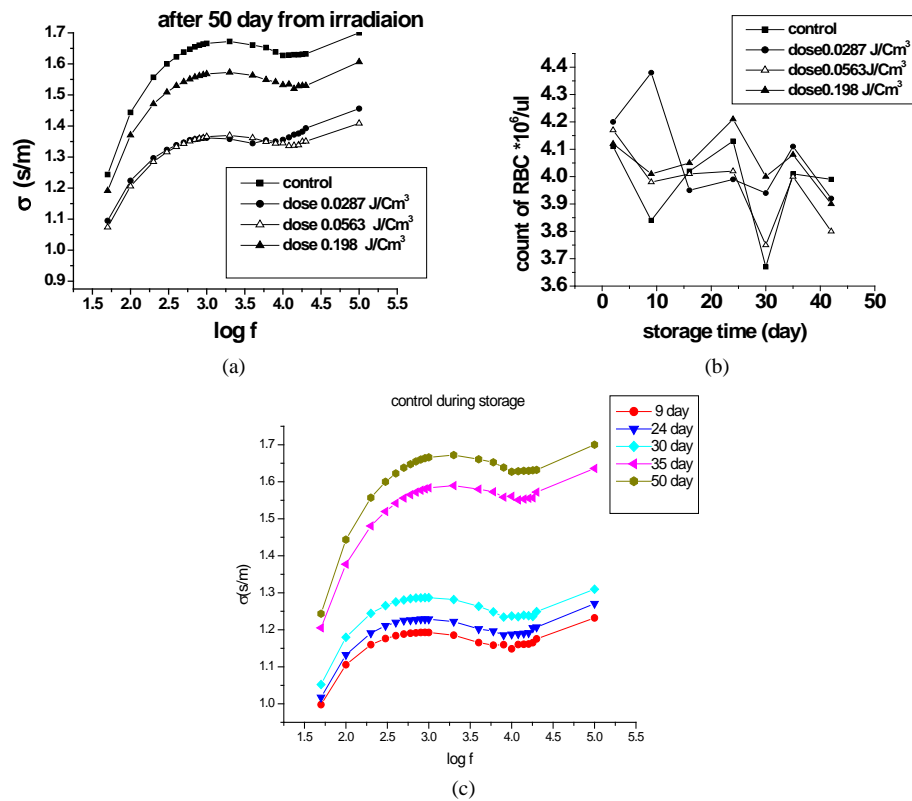 after 50 day from irradiaion
1.7
1.6
1.5
1.4
1.3
1.2
1.1
1.0
0.9
σ (s/m)
control
dose 0.0287 J/Cm³
dose 0.0563 J/Cm³
dose 0.198 J/Cm³
1.0 1.5 2.0 2.5 3.0 3.5 4.0 4.5 5.0 5.5
log f
(a)
control
dose0.0287 J/Cm³
dose0.0563J/Cm³
dose0.198 J/Cm³
4.4
4.3
4.2
4.1
4.0
3.9
3.8
3.7
3.6
count of RBC *10⁶/ul
0 10 20 30 40 50
storage time (day)
(b)
control during storage
9 day
24 day
30 day
35 day
50 day
1.7
1.6
1.5
1.4
1.3
1.2
1.1
1.0
σ(s/m)
1.5 2.0 2.5 3.0 3.5 4.0 4.5 5.0 5.5
log f
(c)